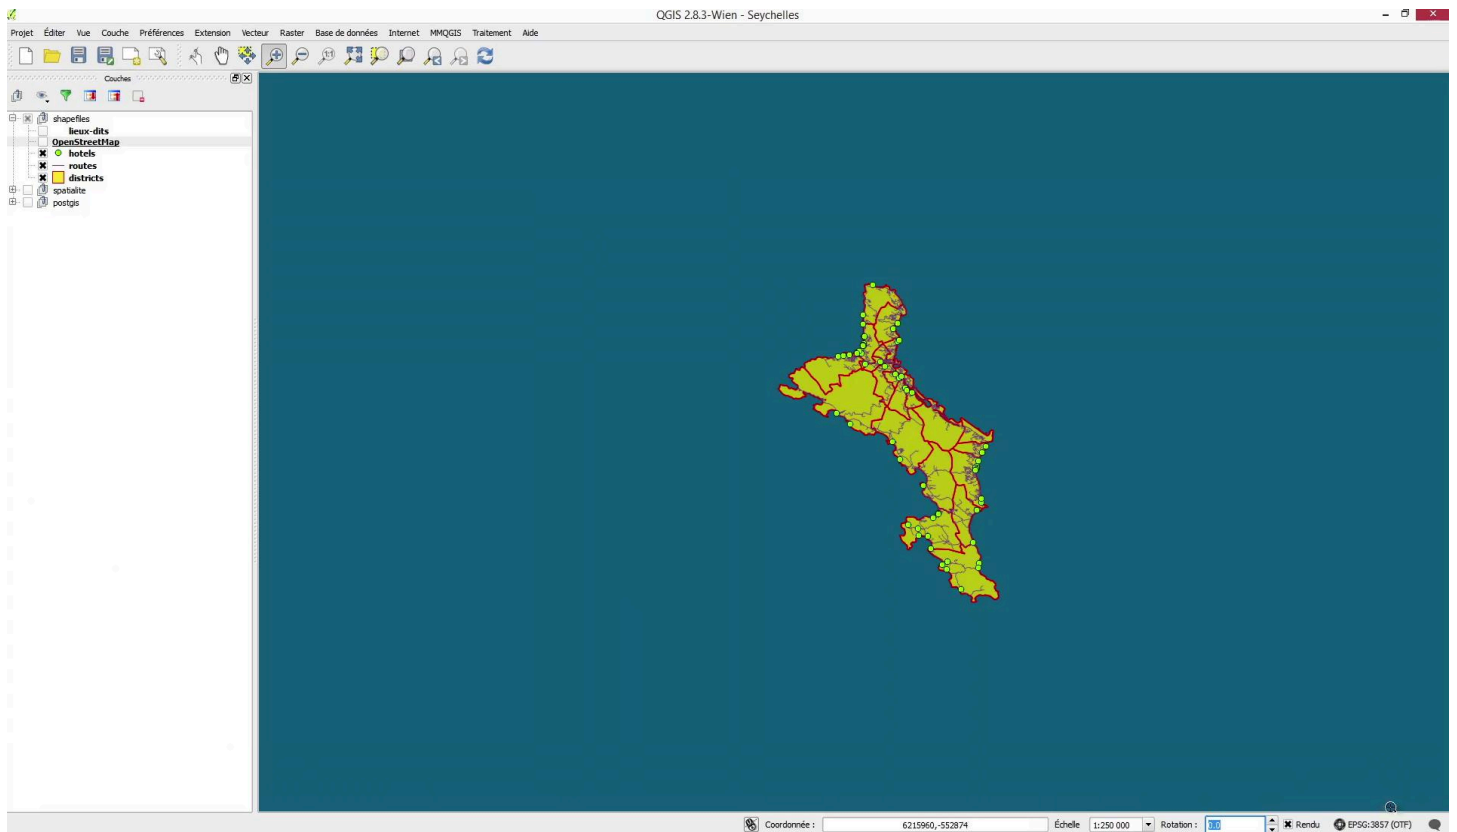 QGIS 2.8.3-Wien - Seychelles
Projet Éditer Vue Couche Préférences Extension Vecteur Raster Base de données Internet MMQGIS Traitement Aide
Couches
shapefiles
lieux-dits
OpenStreetMap
hotels
routes
districts
spatialite
postgis
Coordonnée : 6215960,-552874 Échelle 1:250 000 Rotation : 0,0 Rendu EPSG:3857 (OTF)